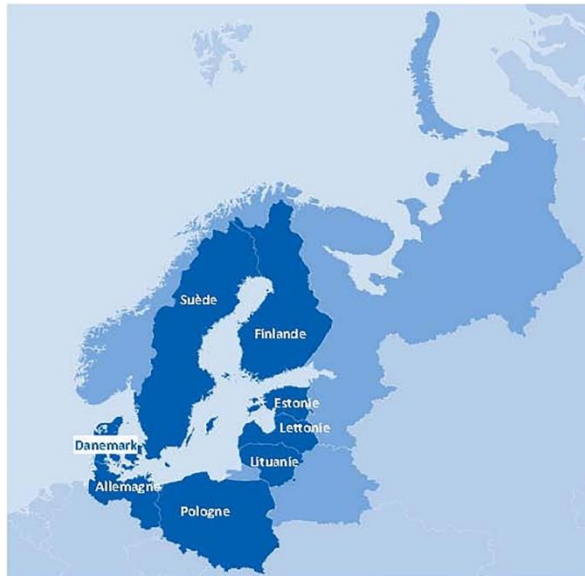 Suède
Finlande
Estonie
Lettonie
Danemark
Lituanie
Allemagne
Pologne